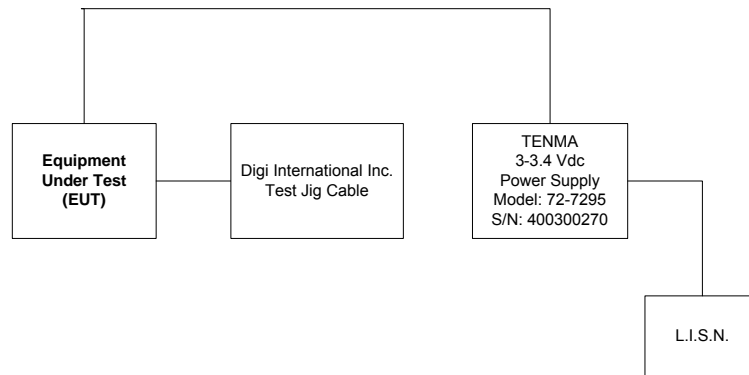 Equipment
Under Test
(EUT)
Digi International Inc.
Test Jig Cable
TENMA
3-3.4 Vdc
Power Supply
Model: 72-7295
S/N: 400300270
L.I.S.N.